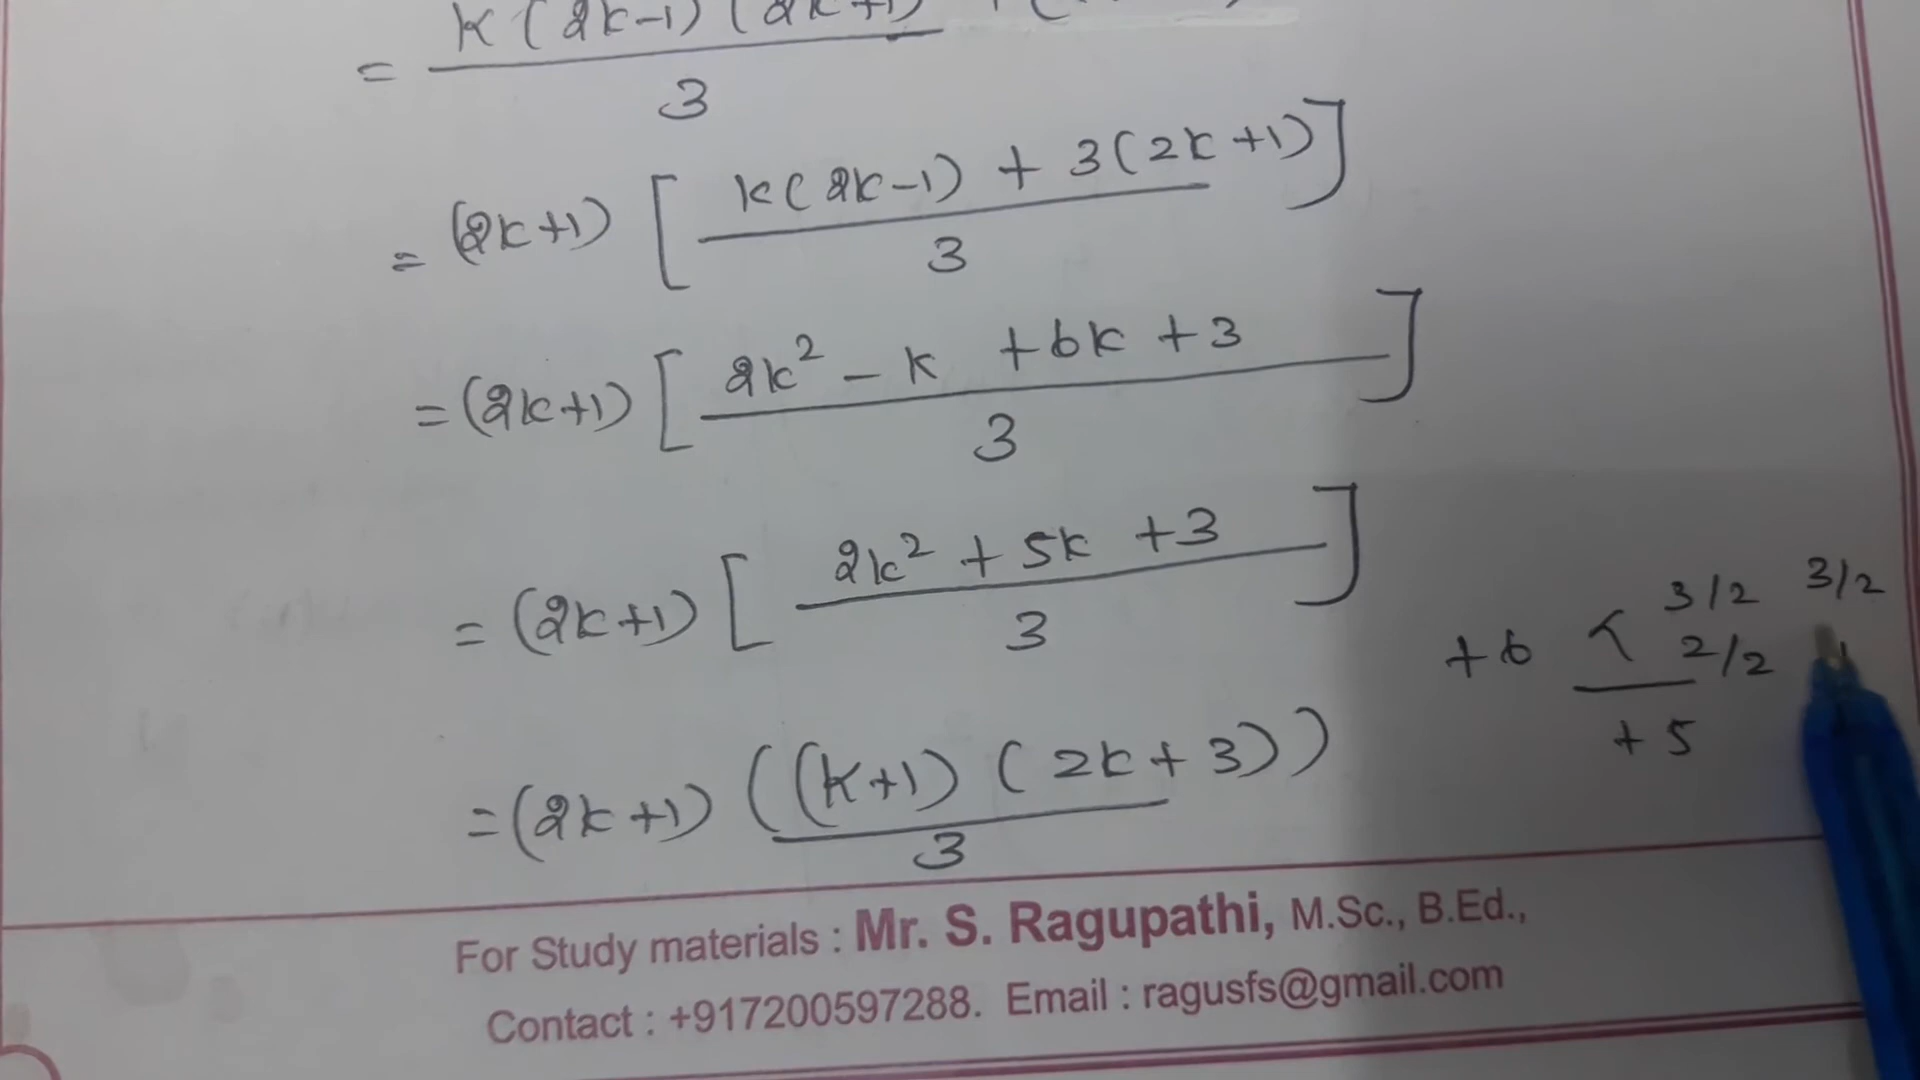 K(2k-1)(2k+1)
= 3
= (2k+1) [ k(2k-1) + 3(2k+1) ]
3
= (2k+1) [ 2k² - k + 6k + 3 ]
3
= (2k+1) [ 2k² + 5k + 3 ]
3
+6 < 3/2 3/2
2/2
+5
= (2k+1) ((k+1) (2k+3))
3
For Study materials : Mr. S. Ragupathi, M.Sc., B.Ed.,
Contact : +917200597288. Email : ragusfs@gmail.com